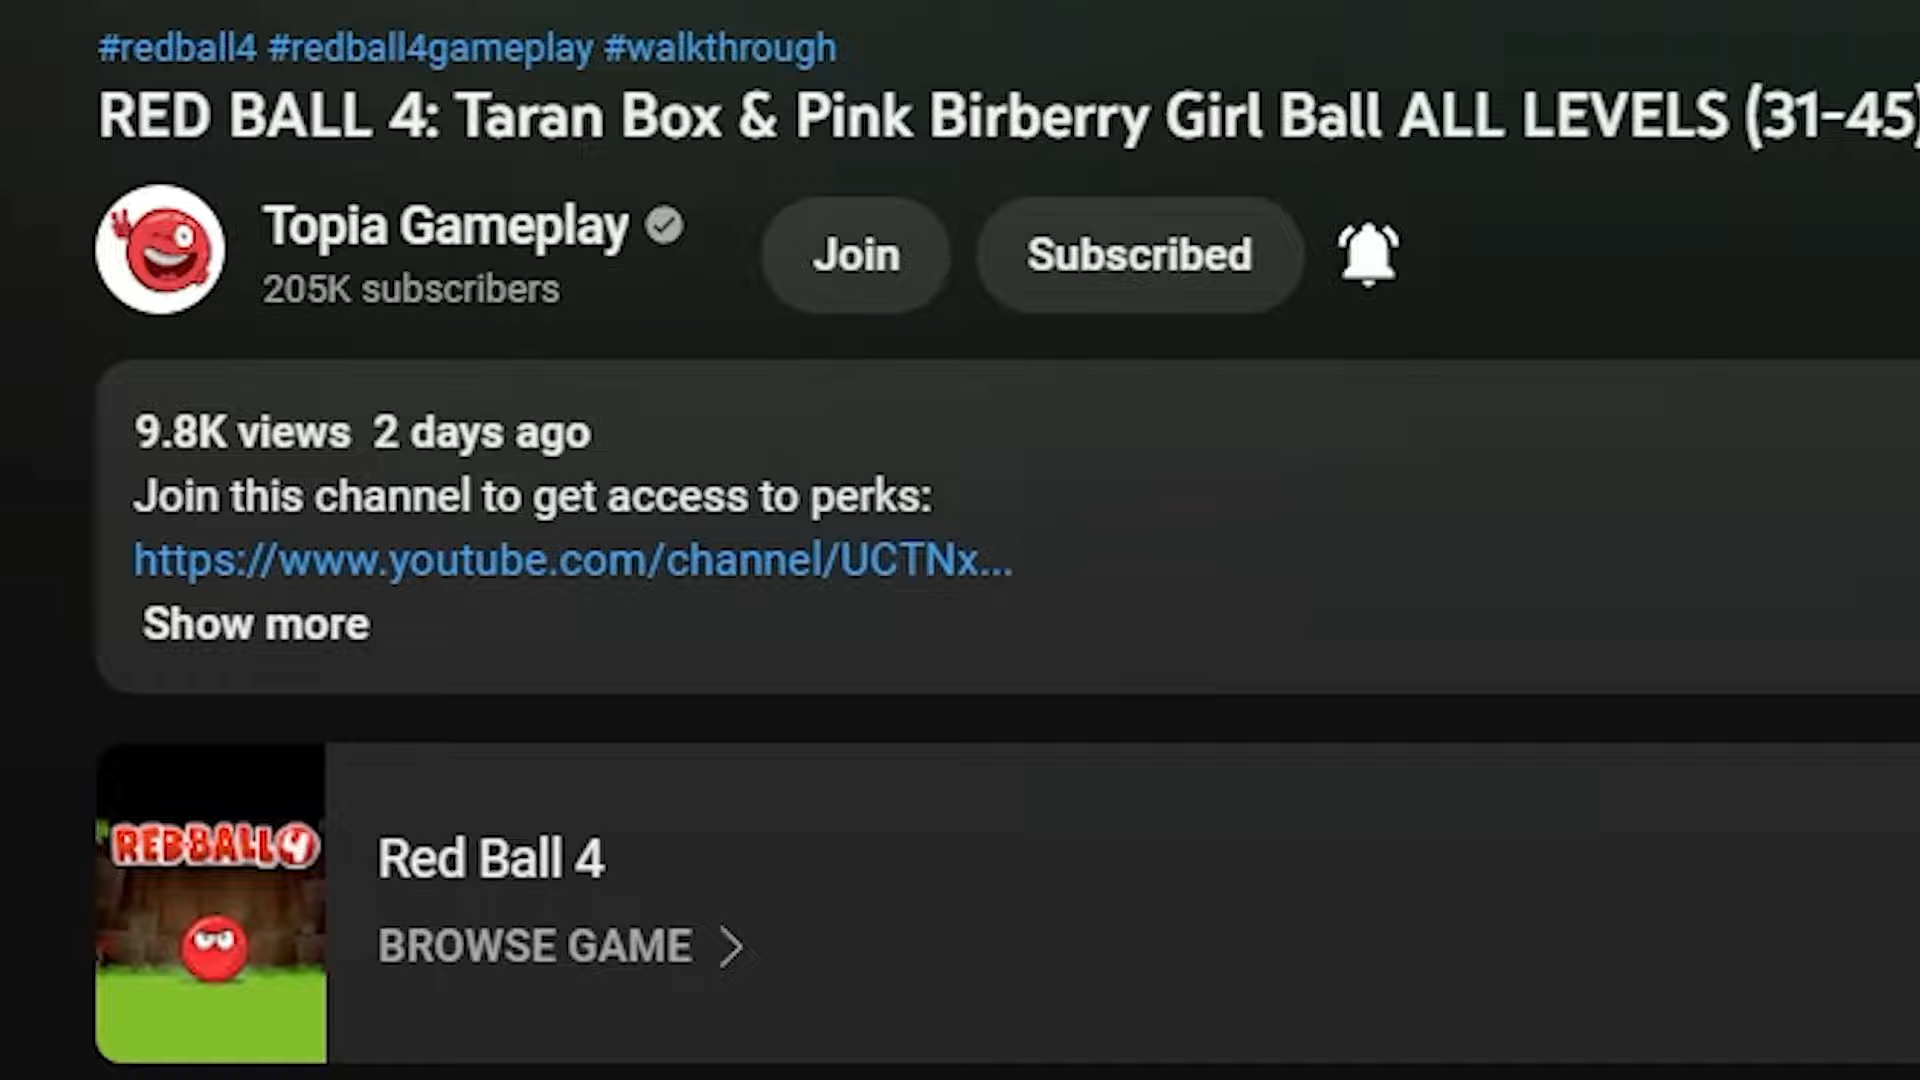 #redball4 #redball4gameplay #walkthrough
RED BALL 4: Taran Box & Pink Birberry Girl Ball ALL LEVELS (31-45)
Topia Gameplay
205K subscribers
Join
Subscribed
9.8K views 2 days ago
Join this channel to get access to perks:
https://www.youtube.com/channel/UCTNx...
Show more
REDBALL4
Red Ball 4
BROWSE GAME